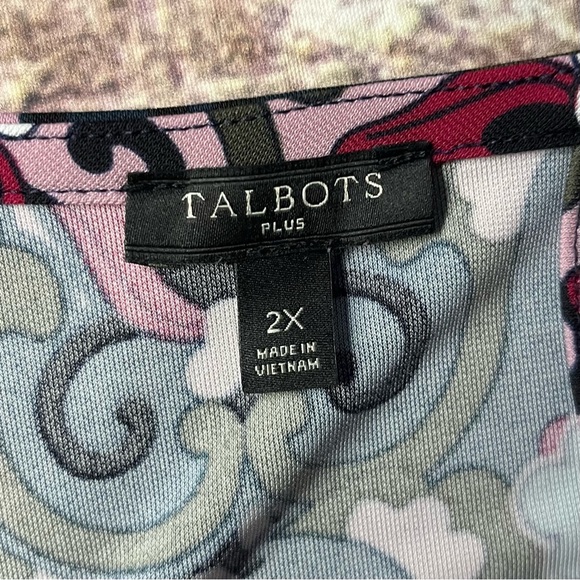 TALBOTS
PLUS
2X
MADE IN
VIETNAM